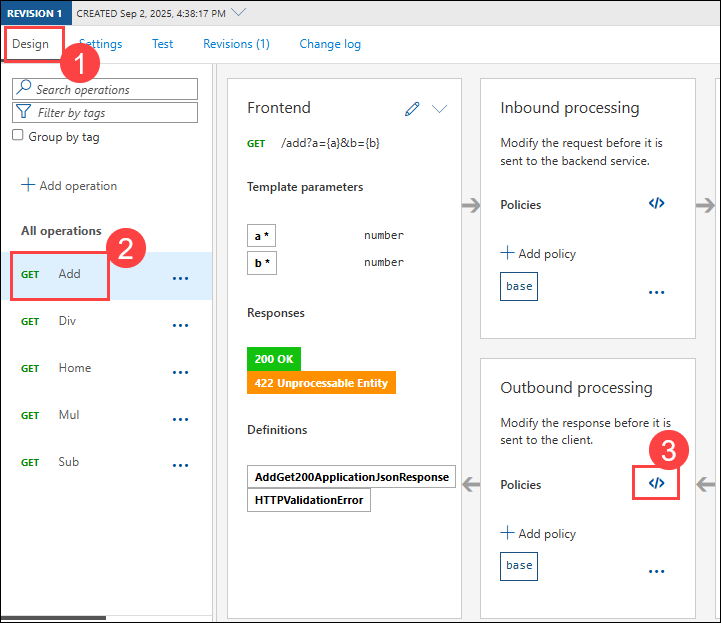 REVISION 1 CREATED Sep 2, 2025, 4:38:17 PM
Design Settings Test Revisions (1) Change log
1
Search operations
Filter by tags
Group by tag
Add operation
All operations
2
GET Add ...
GET Div ...
GET Home ...
GET Mul ...
GET Sub ...
Frontend
GET /add?a={a}&b={b}
Template parameters
a * number
b * number
Responses
200 OK
422 Unprocessable Entity
Definitions
AddGet200ApplicationJsonResponse
HTTPValidationError
Inbound processing
Modify the request before it is
sent to the backend service.
Policies </>
+ Add policy
base ...
Outbound processing
Modify the response before it is
sent to the client.
3
Policies </>
+ Add policy
base ...